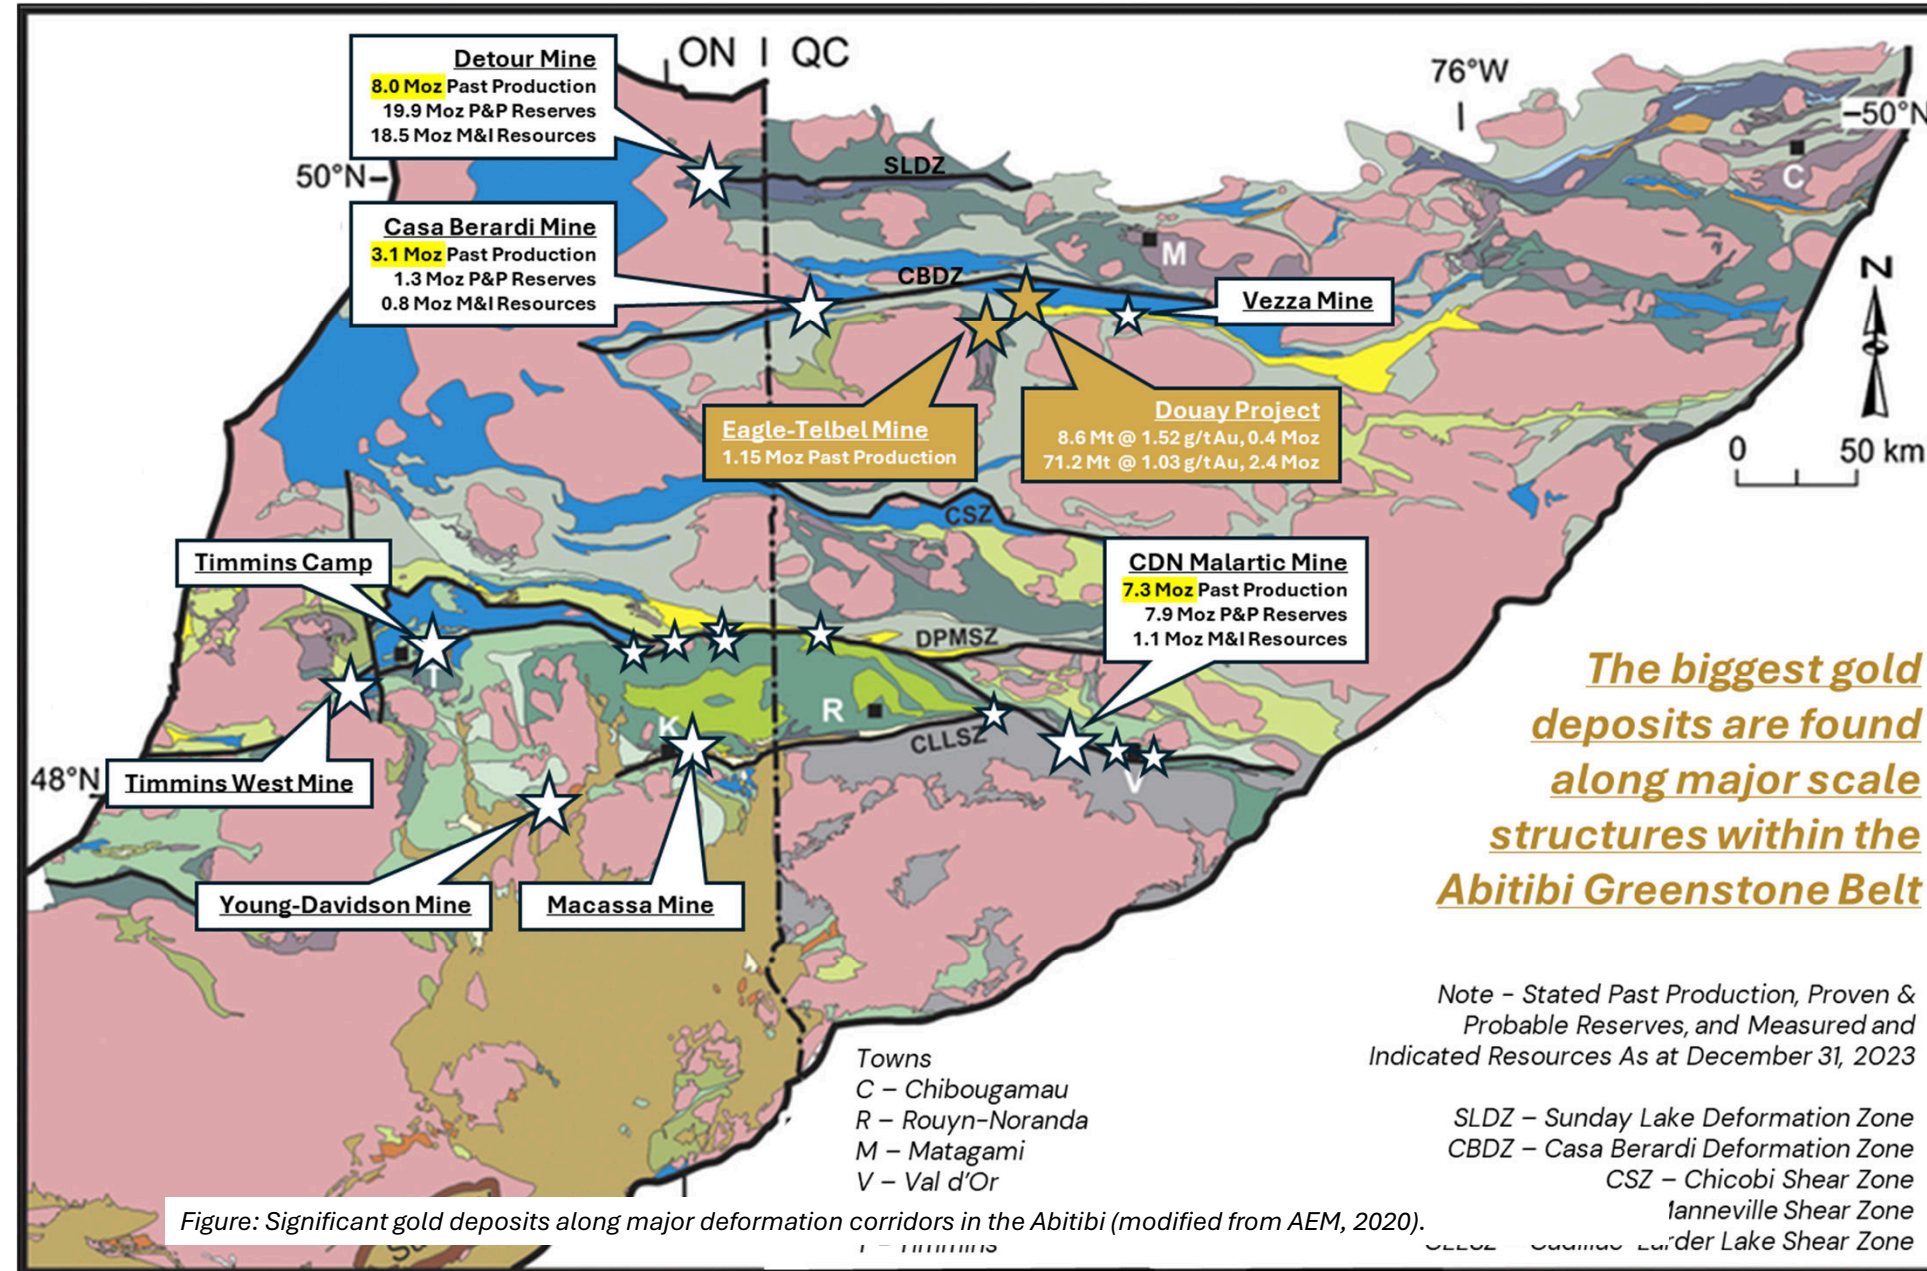 ON | QC
76°W
50°N
50°N
48°N
Detour Mine
8.0 Moz Past Production
19.9 Moz P&P Reserves
18.5 Moz M&I Resources
SLDZ
C
Casa Berardi Mine
3.1 Moz Past Production
1.3 Moz P&P Reserves
0.8 Moz M&I Resources
CBDZ
M
Vezza Mine
N
Eagle-Telbel Mine
1.15 Moz Past Production
Douay Project
8.6 Mt @ 1.52 g/t Au, 0.4 Moz
71.2 Mt @ 1.03 g/t Au, 2.4 Moz
0 50 km
CSZ
Timmins Camp
CDN Malartic Mine
7.3 Moz Past Production
7.9 Moz P&P Reserves
1.1 Moz M&I Resources
DPMSZ
T
K
R
CLLSZ
V
Timmins West Mine
Young-Davidson Mine
Macassa Mine
The biggest gold
deposits are found
along major scale
structures within the
Abitibi Greenstone Belt
Note – Stated Past Production, Proven &
Probable Reserves, and Measured and
Indicated Resources As at December 31, 2023
Towns
C – Chibougamau
R – Rouyn-Noranda
M – Matagami
V – Val d'Or
SLDZ – Sunday Lake Deformation Zone
CBDZ – Casa Berardi Deformation Zone
CSZ – Chicobi Shear Zone
Shear Zone
Lake Shear Zone
Figure: Significant gold deposits along major deformation corridors in the Abitibi (modified from AEM, 2020).